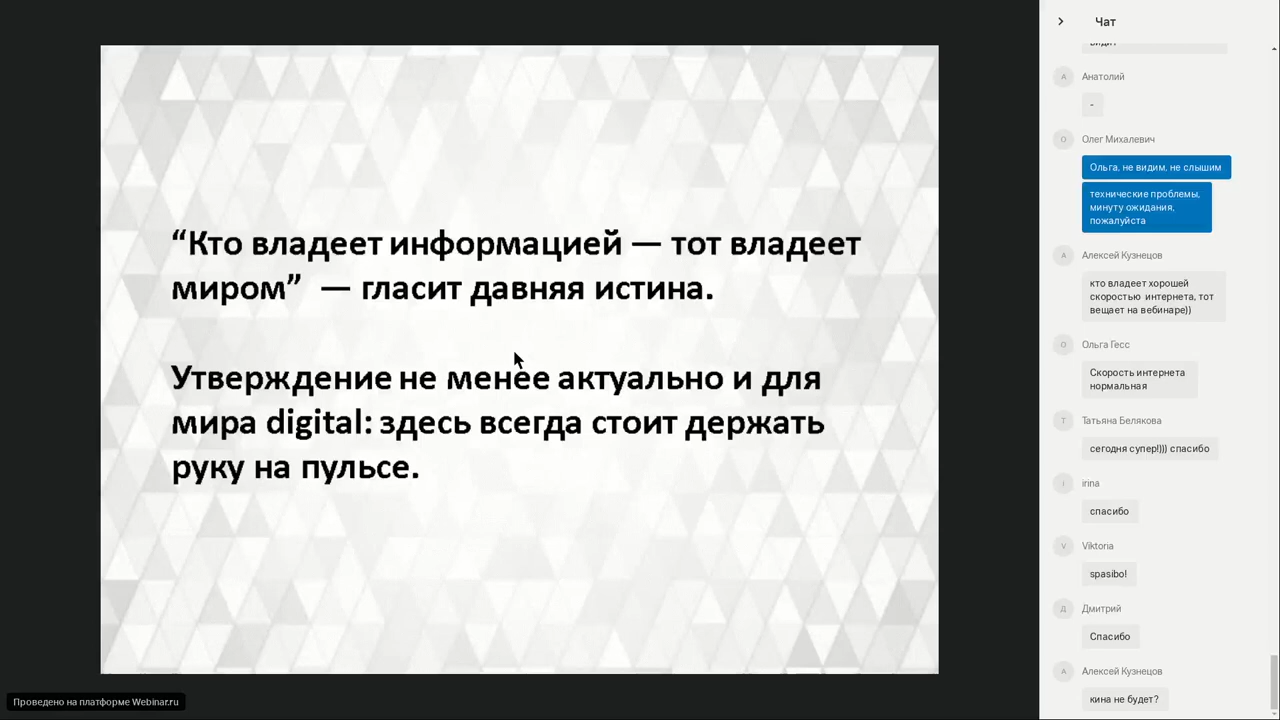 “Кто владеет информацией — тот владеет
миром” — гласит давняя истина.
Утверждение не менее актуально и для
мира digital: здесь всегда стоит держать
руку на пульсе.
Проведено на платформе Webinar.ru
Чат
А
Анатолий
-
О
Олег Михалевич
Ольга, не видим, не слышим
технические проблемы,
минуту ожидания,
пожалуйста
А
Алексей Кузнецов
кто владеет хорошей
скоростью интернета, тот
вещает на вебинаре))
О
Ольга Гесс
Скорость интернета
нормальная
Т
Татьяна Белякова
сегодня супер!))) спасибо
I
irina
спасибо
V
Viktoria
spasibo!
Д
Дмитрий
Спасибо
А
Алексей Кузнецов
кина не будет?